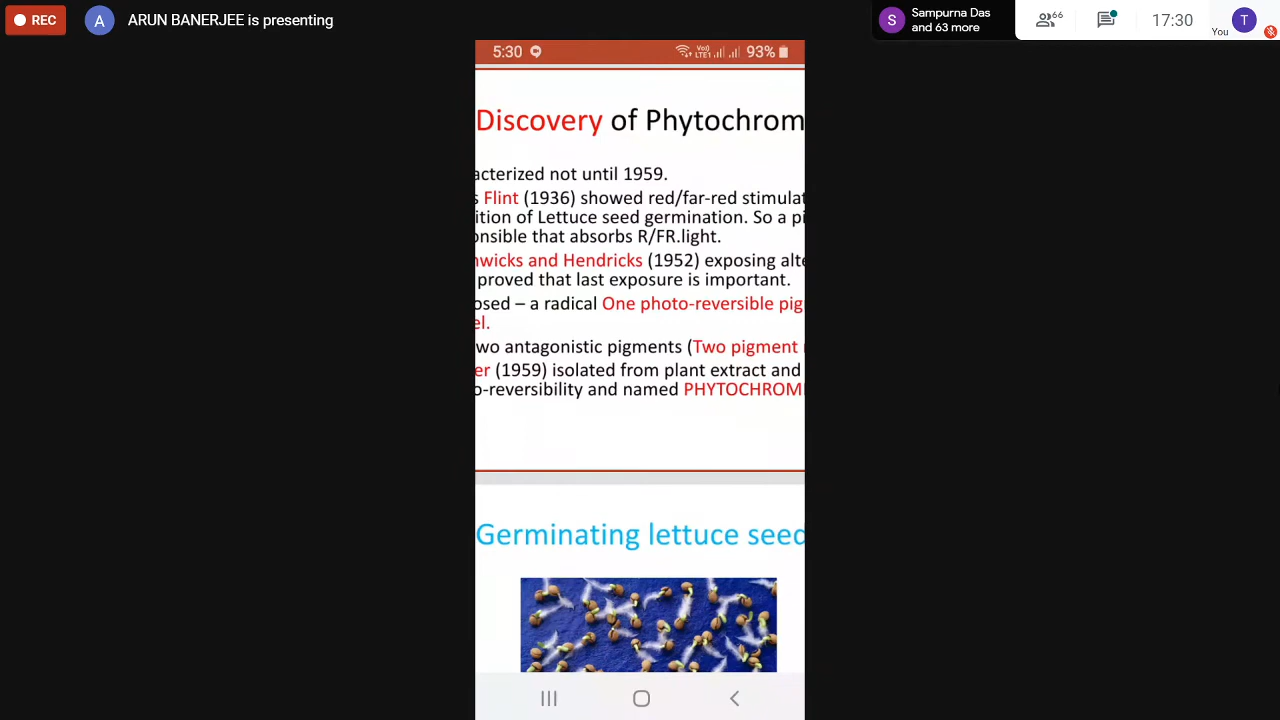 REC
A
ARUN BANERJEE is presenting
S
Sampurna Das
and 63 more
66
17:30
You
T
5:30
Vo))
LTE1
93%
Discovery of Phytochrom
acterized not until 1959.
s Flint (1936) showed red/far-red stimulat
ition of Lettuce seed germination. So a pi
onsible that absorbs R/FR.light.
hwicks and Hendricks (1952) exposing alte
proved that last exposure is important.
osed – a radical One photo-reversible pig
el.
wo antagonistic pigments (Two pigment
er (1959) isolated from plant extract and
o-reversibility and named PHYTOCHROM
Germinating lettuce seed